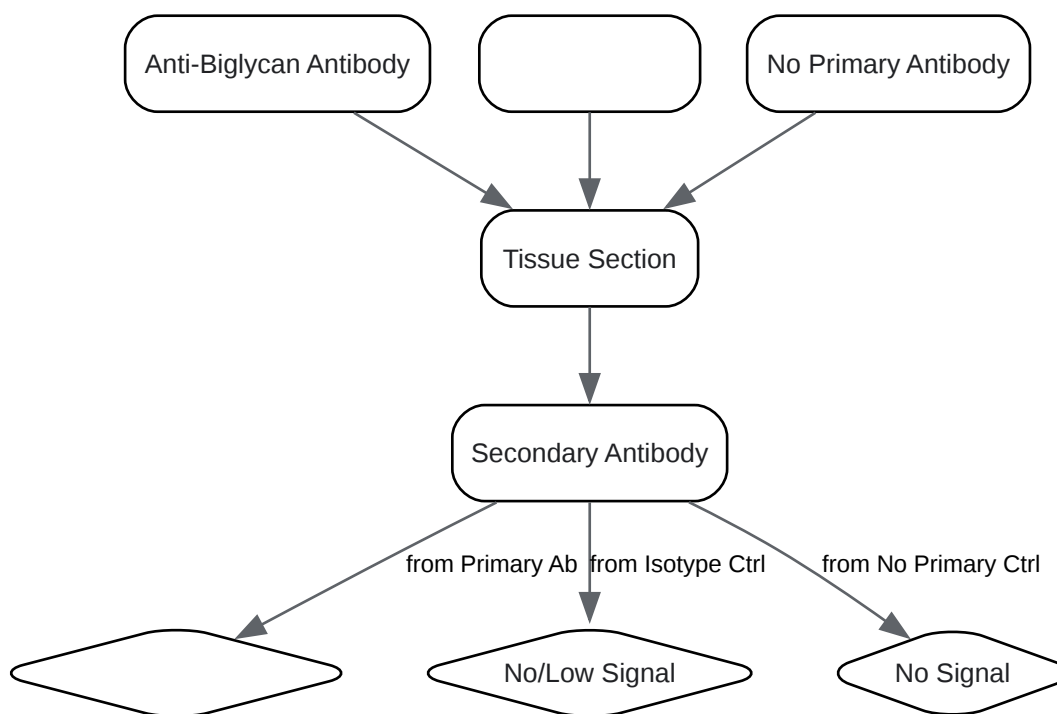 Anti-Biglycan Antibody
No Primary Antibody
Tissue Section
Secondary Antibody
from Primary Ab
from Isotype Ctrl
from No Primary Ctrl
No/Low Signal
No Signal